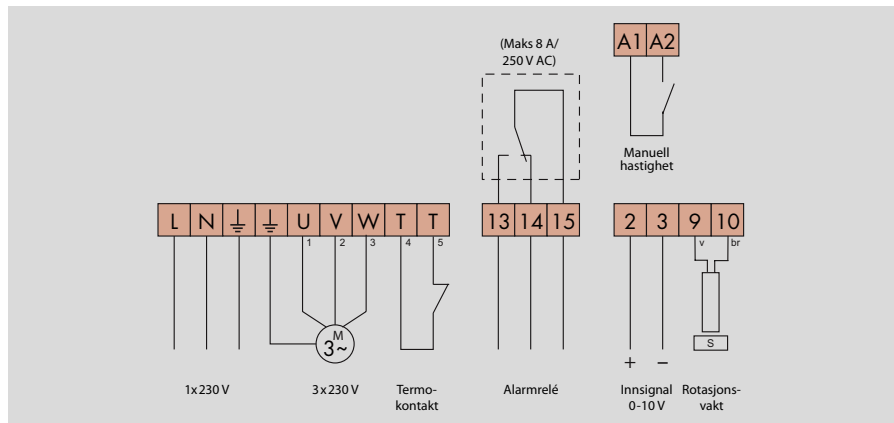 (Maks 8 A/
250 V AC)
A1 A2
Manuell
hastighet
L N U V W T T
1 2 3 4 5
13 14 15
2 3 9 10
v br
M
3~
S
+ −
1x230 V
3x230 V
Termo-
kontakt
Alarmrelé
Innsignal
0-10 V
Rotasjons-
vakt